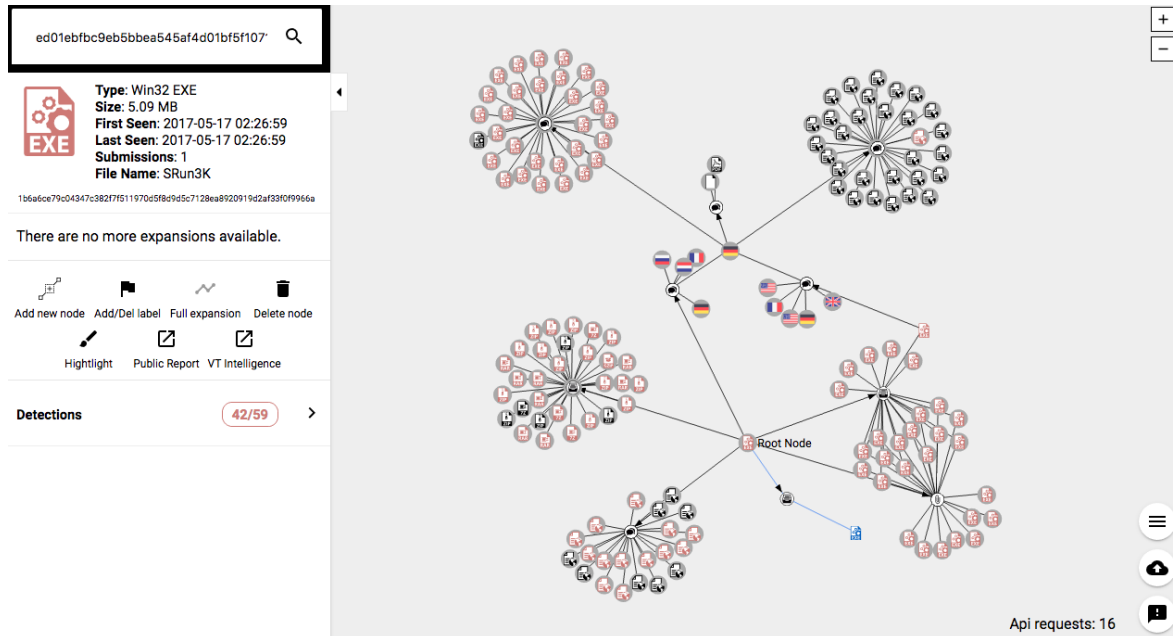 ed01ebfbc9eb5bbea545af4d01bf5f107
EXE
Type: Win32 EXE
Size: 5.09 MB
First Seen: 2017-05-17 02:26:59
Last Seen: 2017-05-17 02:26:59
Submissions: 1
File Name: SRun3K
1b6a6ce79c04347c382f7f511970d5f8d9d5c7128ea8920919d2af33f0f9966a
There are no more expansions available.
Add new node Add/Del label Full expansion Delete node
Hightlight Public Report VT Intelligence
Detections 42/59
Root Node
Api requests: 16